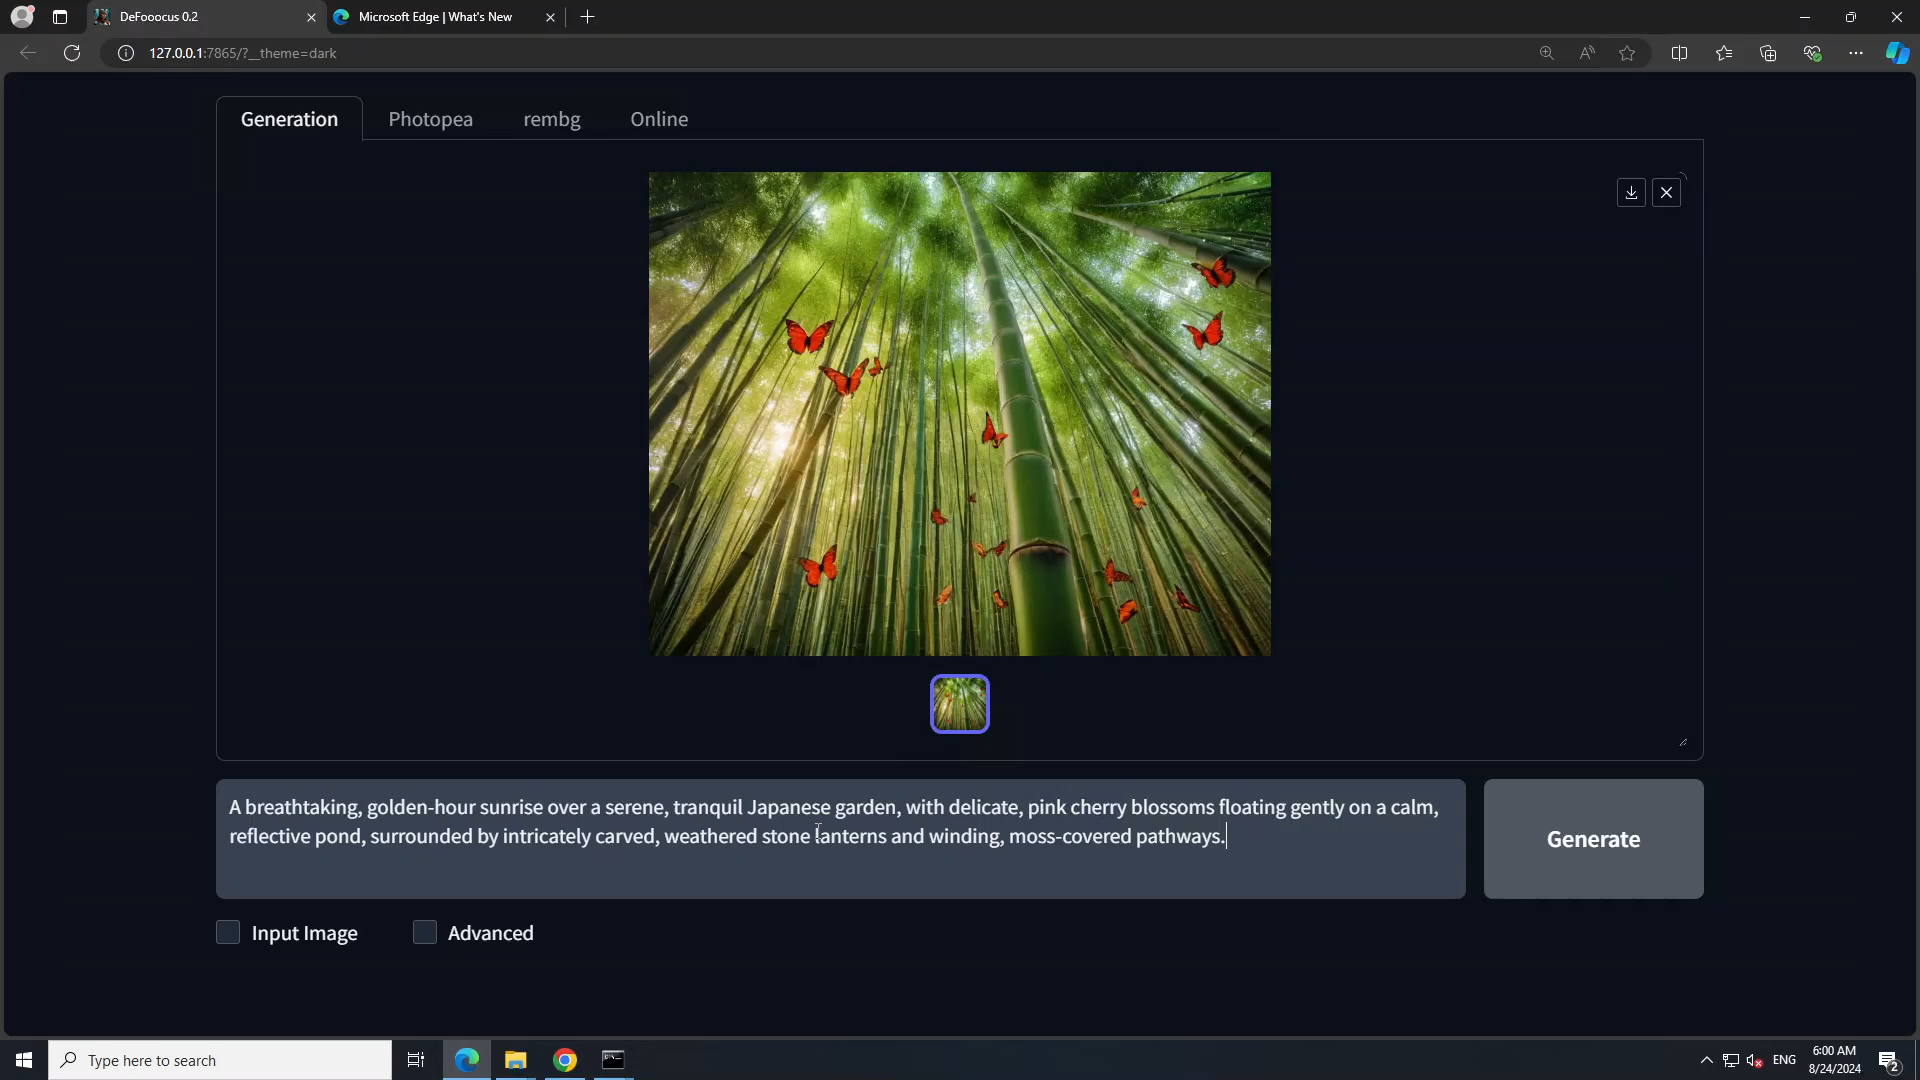 DeFooocus 0.2
Microsoft Edge | What's New
127.0.0.1:7865/?__theme=dark
Generation
Photopea
rembg
Online
A breathtaking, golden-hour sunrise over a serene, tranquil Japanese garden, with delicate, pink cherry blossoms floating gently on a calm,
reflective pond, surrounded by intricately carved, weathered stone lanterns and winding, moss-covered pathways.
Generate
Input Image
Advanced
Type here to search
ENG
6:00 AM
8/24/2024
2